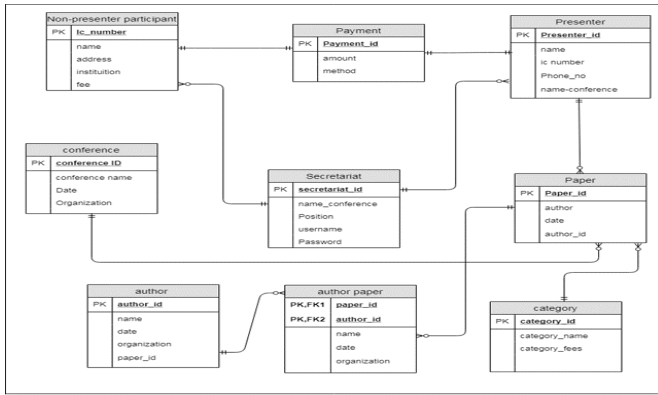 Non-presenter participant
PK Ic_number
name
address
instituition
fee
Payment
PK Payment_id
amount
method
Presenter
PK Presenter_id
name
ic number
Phone_no
name-conference
conference
PK conference ID
conference name
Date
Organization
Secretariat
PK secretariat_id
name_conference
Position
username
Password
Paper
PK Paper_id
author
date
author_id
author
PK author_id
name
date
organization
paper_id
author paper
PK,FK1 paper_id
PK,FK2 author_id
name
date
organization
category
PK category_id
category_name
category_fees